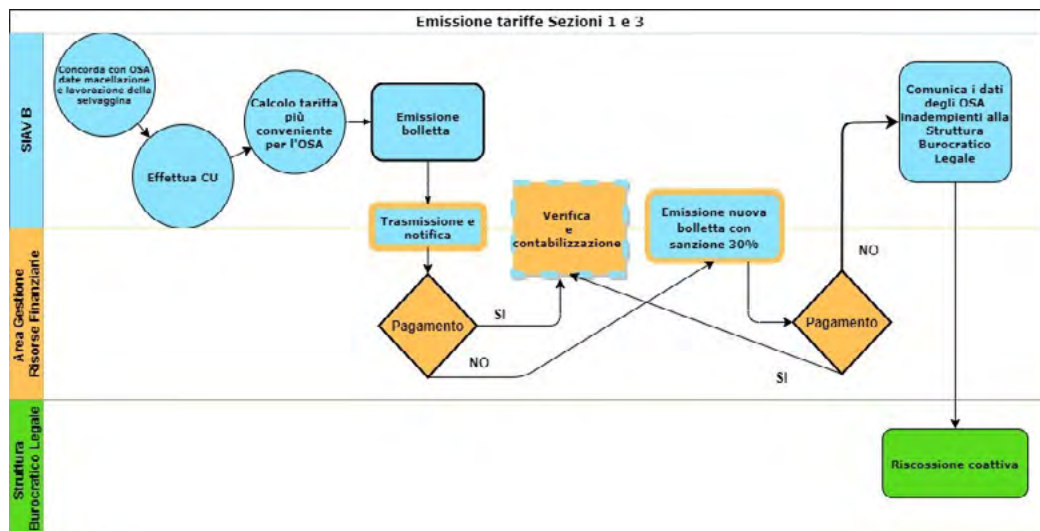 Emissione tariffe Sezioni 1 e 3
SIAV B
Concorda con OSA
date macellazione
e lavorazione della
selvaggina
Effettua CU
Calcolo tariffa
più
conveniente
per l'OSA
Emissione
bolletta
Trasmissione e
notifica
Verifica
e
contabilizzazione
Emissione nuova
bolletta con
sanzione 30%
Comunica i dati
degli OSA
Inadempienti alla
Struttura
Burocratico
Legale
Area Gestione
Risorse Finanziarie
Pagamento
SI
NO
Pagamento
NO
SI
Struttura
Burocratico Legale
Riscossione coattiva